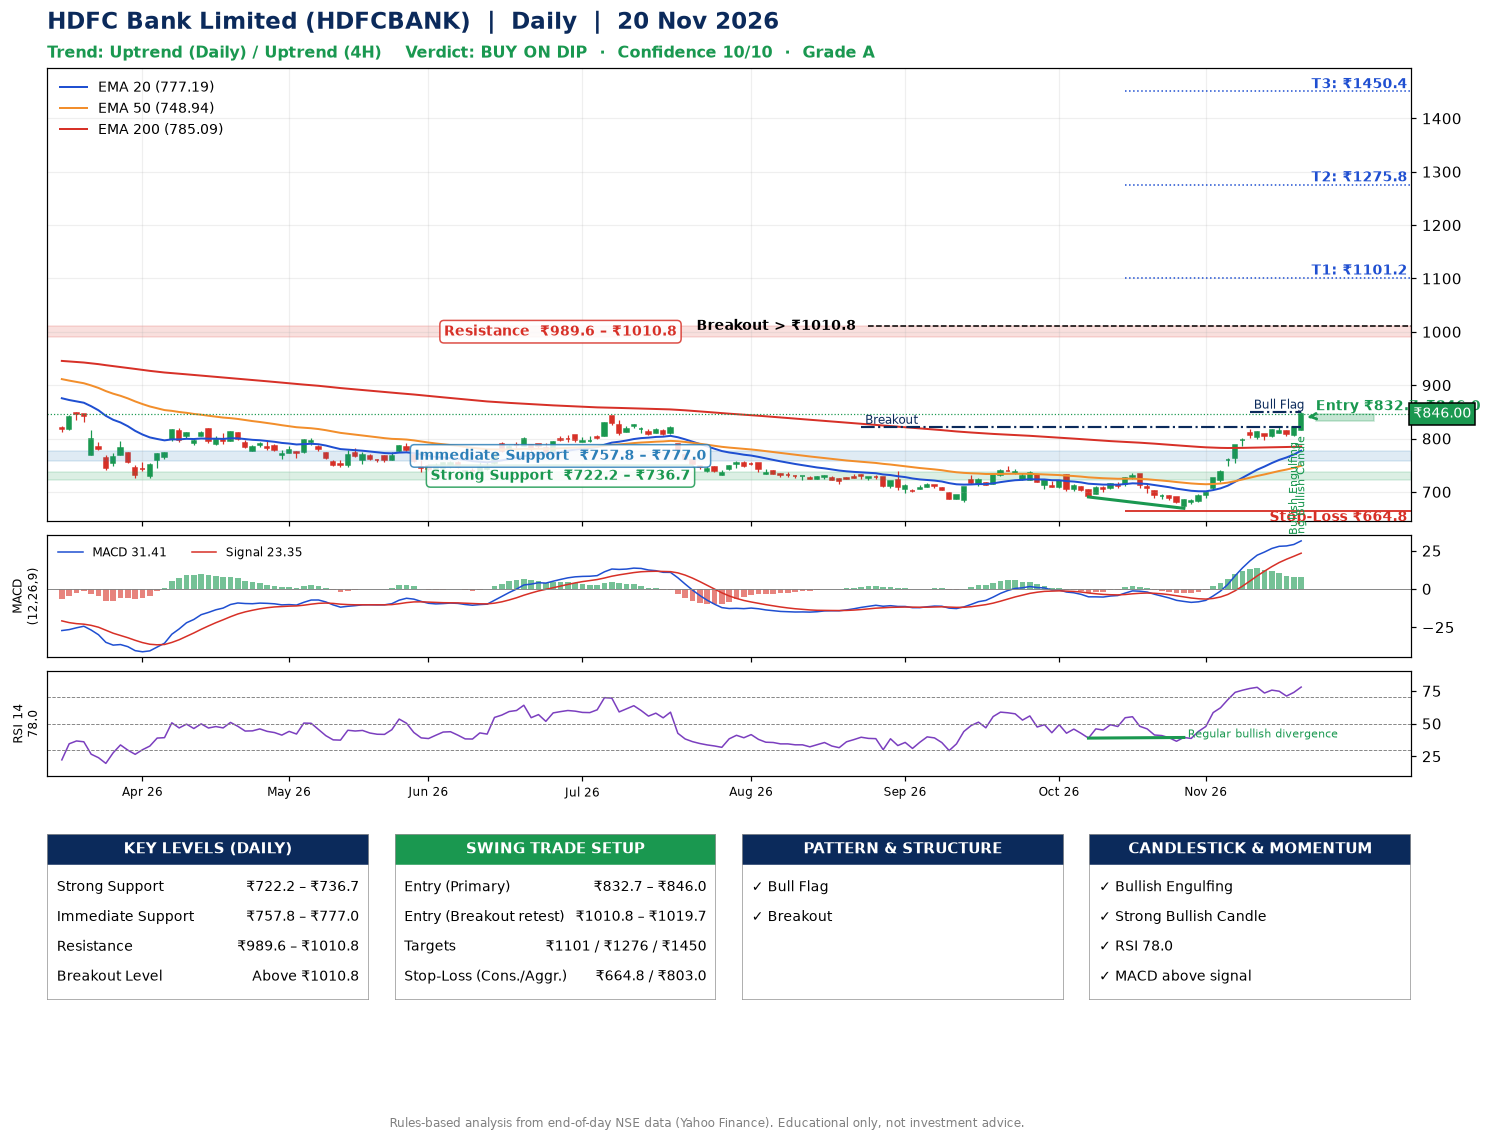 HDFC Bank Limited (HDFCBANK) | Daily | 20 Nov 2026
Trend: Uptrend (Daily) / Uptrend (4H) Verdict: BUY ON DIP · Confidence 10/10 · Grade A
EMA 20 (777.19)
EMA 50 (748.94)
EMA 200 (785.09)
T3: ₹1450.4
T2: ₹1275.8
T1: ₹1101.2
Resistance ₹989.6 – ₹1010.8
Breakout > ₹1010.8
Bull Flag
Breakout
Entry ₹832.7
₹846.00
Immediate Support ₹757.8 – ₹777.0
Strong Support ₹722.2 – ₹736.7
Stop-Loss ₹664.8
1400
1300
1200
1100
1000
900
800
700
MACD (12,26,9)
MACD 31.41
Signal 23.35
25
0
−25
RSI 14
78.0
Regular bullish divergence
75
50
25
Apr 26
May 26
Jun 26
Jul 26
Aug 26
Sep 26
Oct 26
Nov 26
KEY LEVELS (DAILY)
Strong Support ₹722.2 – ₹736.7
Immediate Support ₹757.8 – ₹777.0
Resistance ₹989.6 – ₹1010.8
Breakout Level Above ₹1010.8
SWING TRADE SETUP
Entry (Primary) ₹832.7 – ₹846.0
Entry (Breakout retest) ₹1010.8 – ₹1019.7
Targets ₹1101 / ₹1276 / ₹1450
Stop-Loss (Cons./Aggr.) ₹664.8 / ₹803.0
PATTERN & STRUCTURE
✓ Bull Flag
✓ Breakout
CANDLESTICK & MOMENTUM
✓ Bullish Engulfing
✓ Strong Bullish Candle
✓ RSI 78.0
✓ MACD above signal
Rules-based analysis from end-of-day NSE data (Yahoo Finance). Educational only, not investment advice.